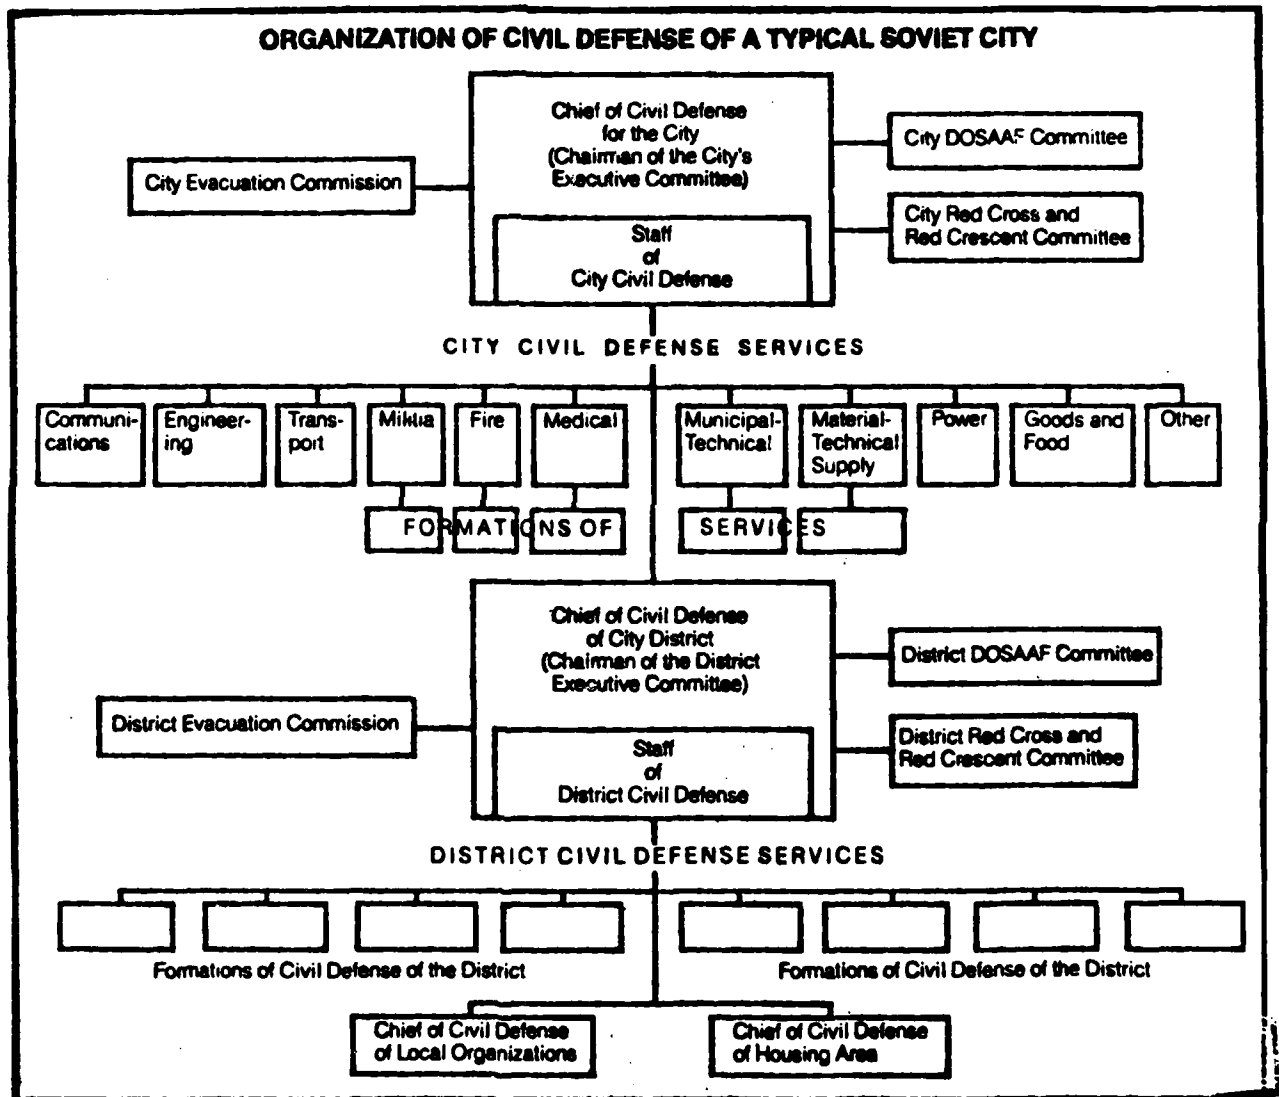 ORGANIZATION OF CIVIL DEFENSE OF A TYPICAL SOVIET CITY
Chief of Civil Defense
for the City
(Chairman of the City's
Executive Committee)
City Evacuation Commission
City DOSAAF Committee
City Red Cross and
Red Crescent Committee
Staff
of
City Civil Defense
CITY CIVIL DEFENSE SERVICES
Communi-
cations
Engineer-
ing
Trans-
port
Militia
Fire
Medical
Municipal-
Technical
Material-
Technical
Supply
Power
Goods and
Food
Other
FORMATIONS OF SERVICES
Chief of Civil Defense
of City District
(Chairman of the District
Executive Committee)
District Evacuation Commission
District DOSAAF Committee
District Red Cross and
Red Crescent Committee
Staff
of
District Civil Defense
DISTRICT CIVIL DEFENSE SERVICES
Formations of Civil Defense of the District
Formations of Civil Defense of the District
Chief of Civil Defense
of Local Organizations
Chief of Civil Defense
of Housing Area